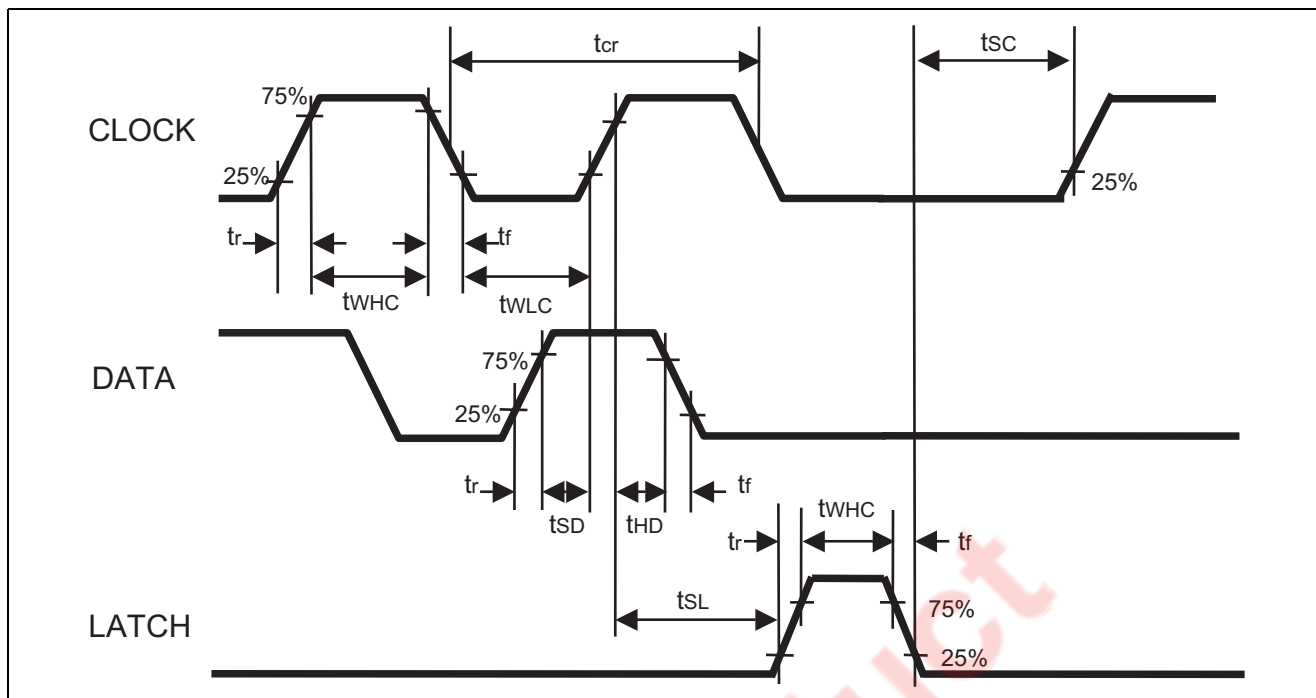 tcr
tSC
75%
CLOCK
25%
25%
tr
tf
tWHC
tWLC
75%
DATA
25%
tr
tSD
tHD
tf
tWHC
tr
tf
tSL
75%
LATCH
25%